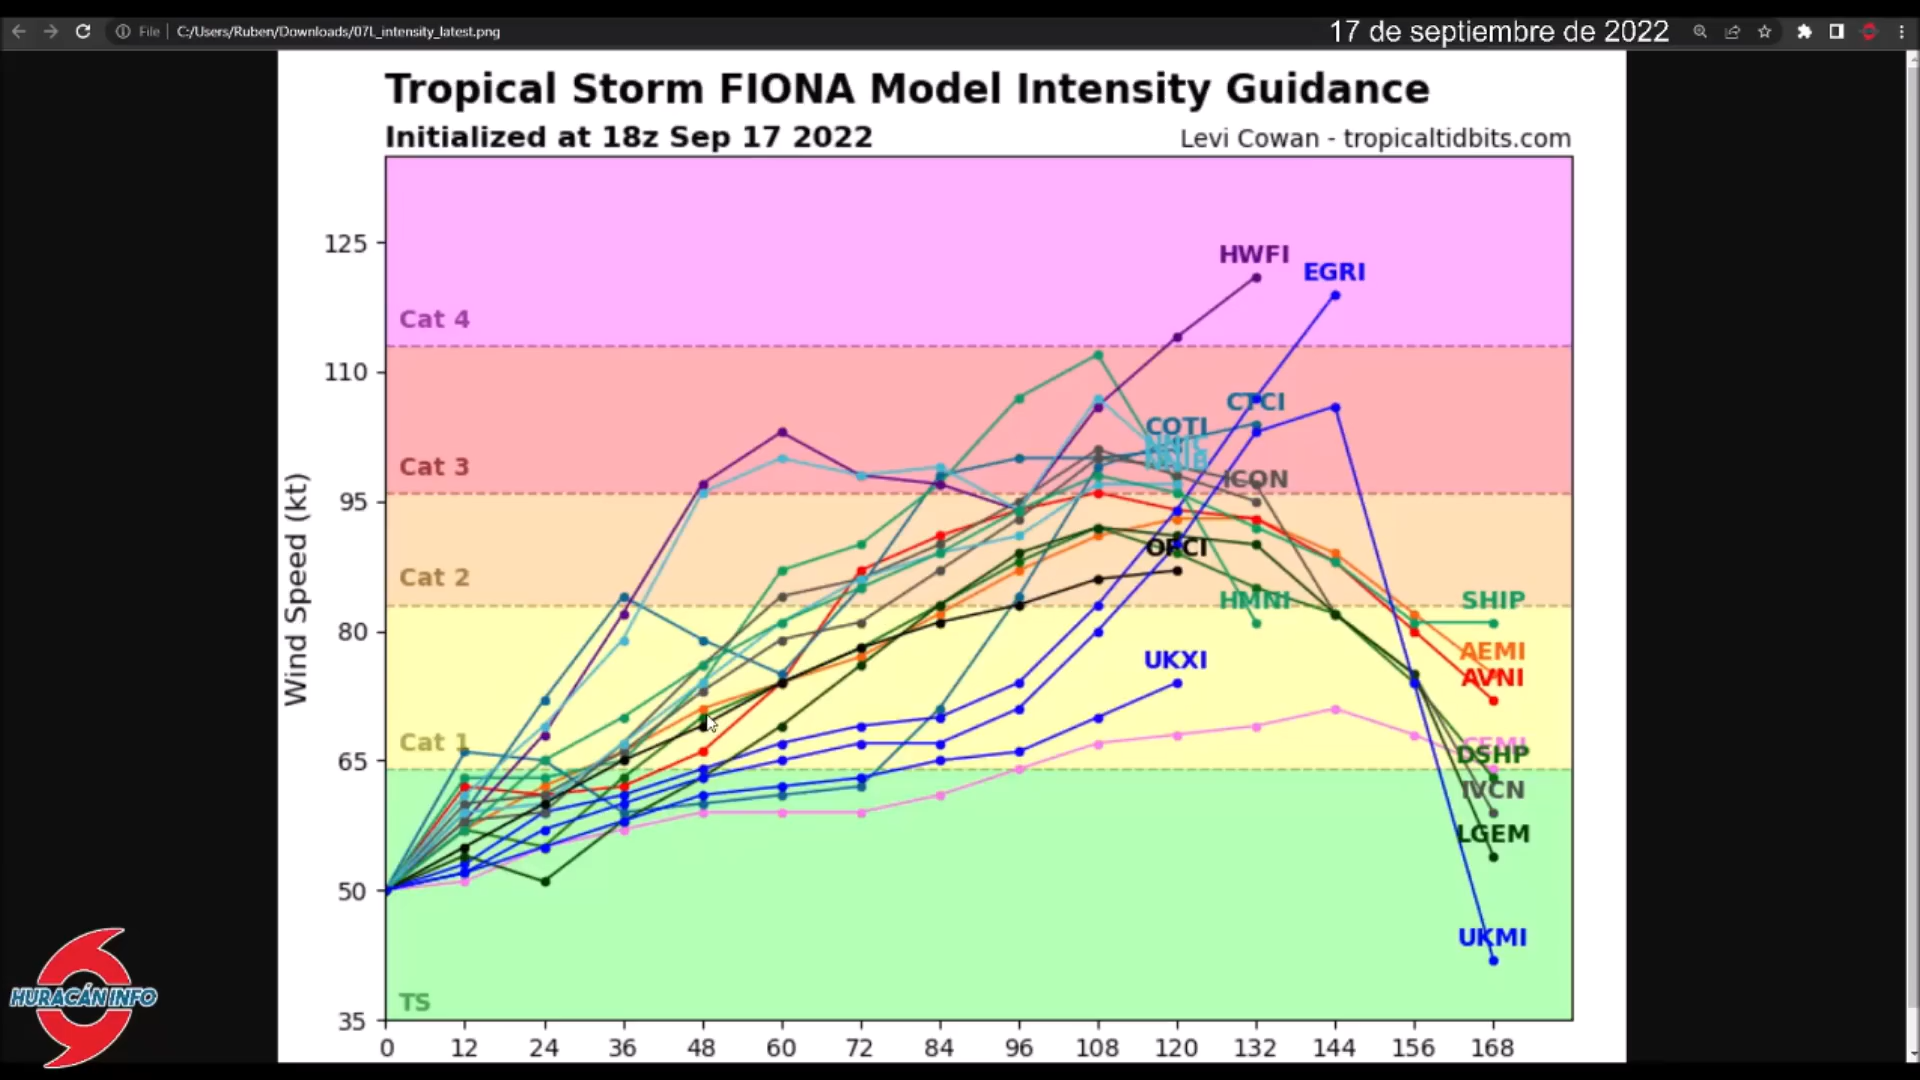 File C:/Users/Ruben/Downloads/07L_intensity_latest.png
17 de septiembre de 2022
Tropical Storm FIONA Model Intensity Guidance
Initialized at 18z Sep 17 2022
Levi Cowan - tropicaltidbits.com
Wind Speed (kt)
125
110
95
80
65
50
35
Cat 4
Cat 3
Cat 2
Cat 1
TS
HWFI
EGRI
CTCI
COTI
ICON
OFCI
HMNI
SHIP
UKXI
AEMI
AVNI
CEMI
DSHP
IVCN
LGEM
UKMI
0 12 24 36 48 60 72 84 96 108 120 132 144 156 168
HURACÁN INFO